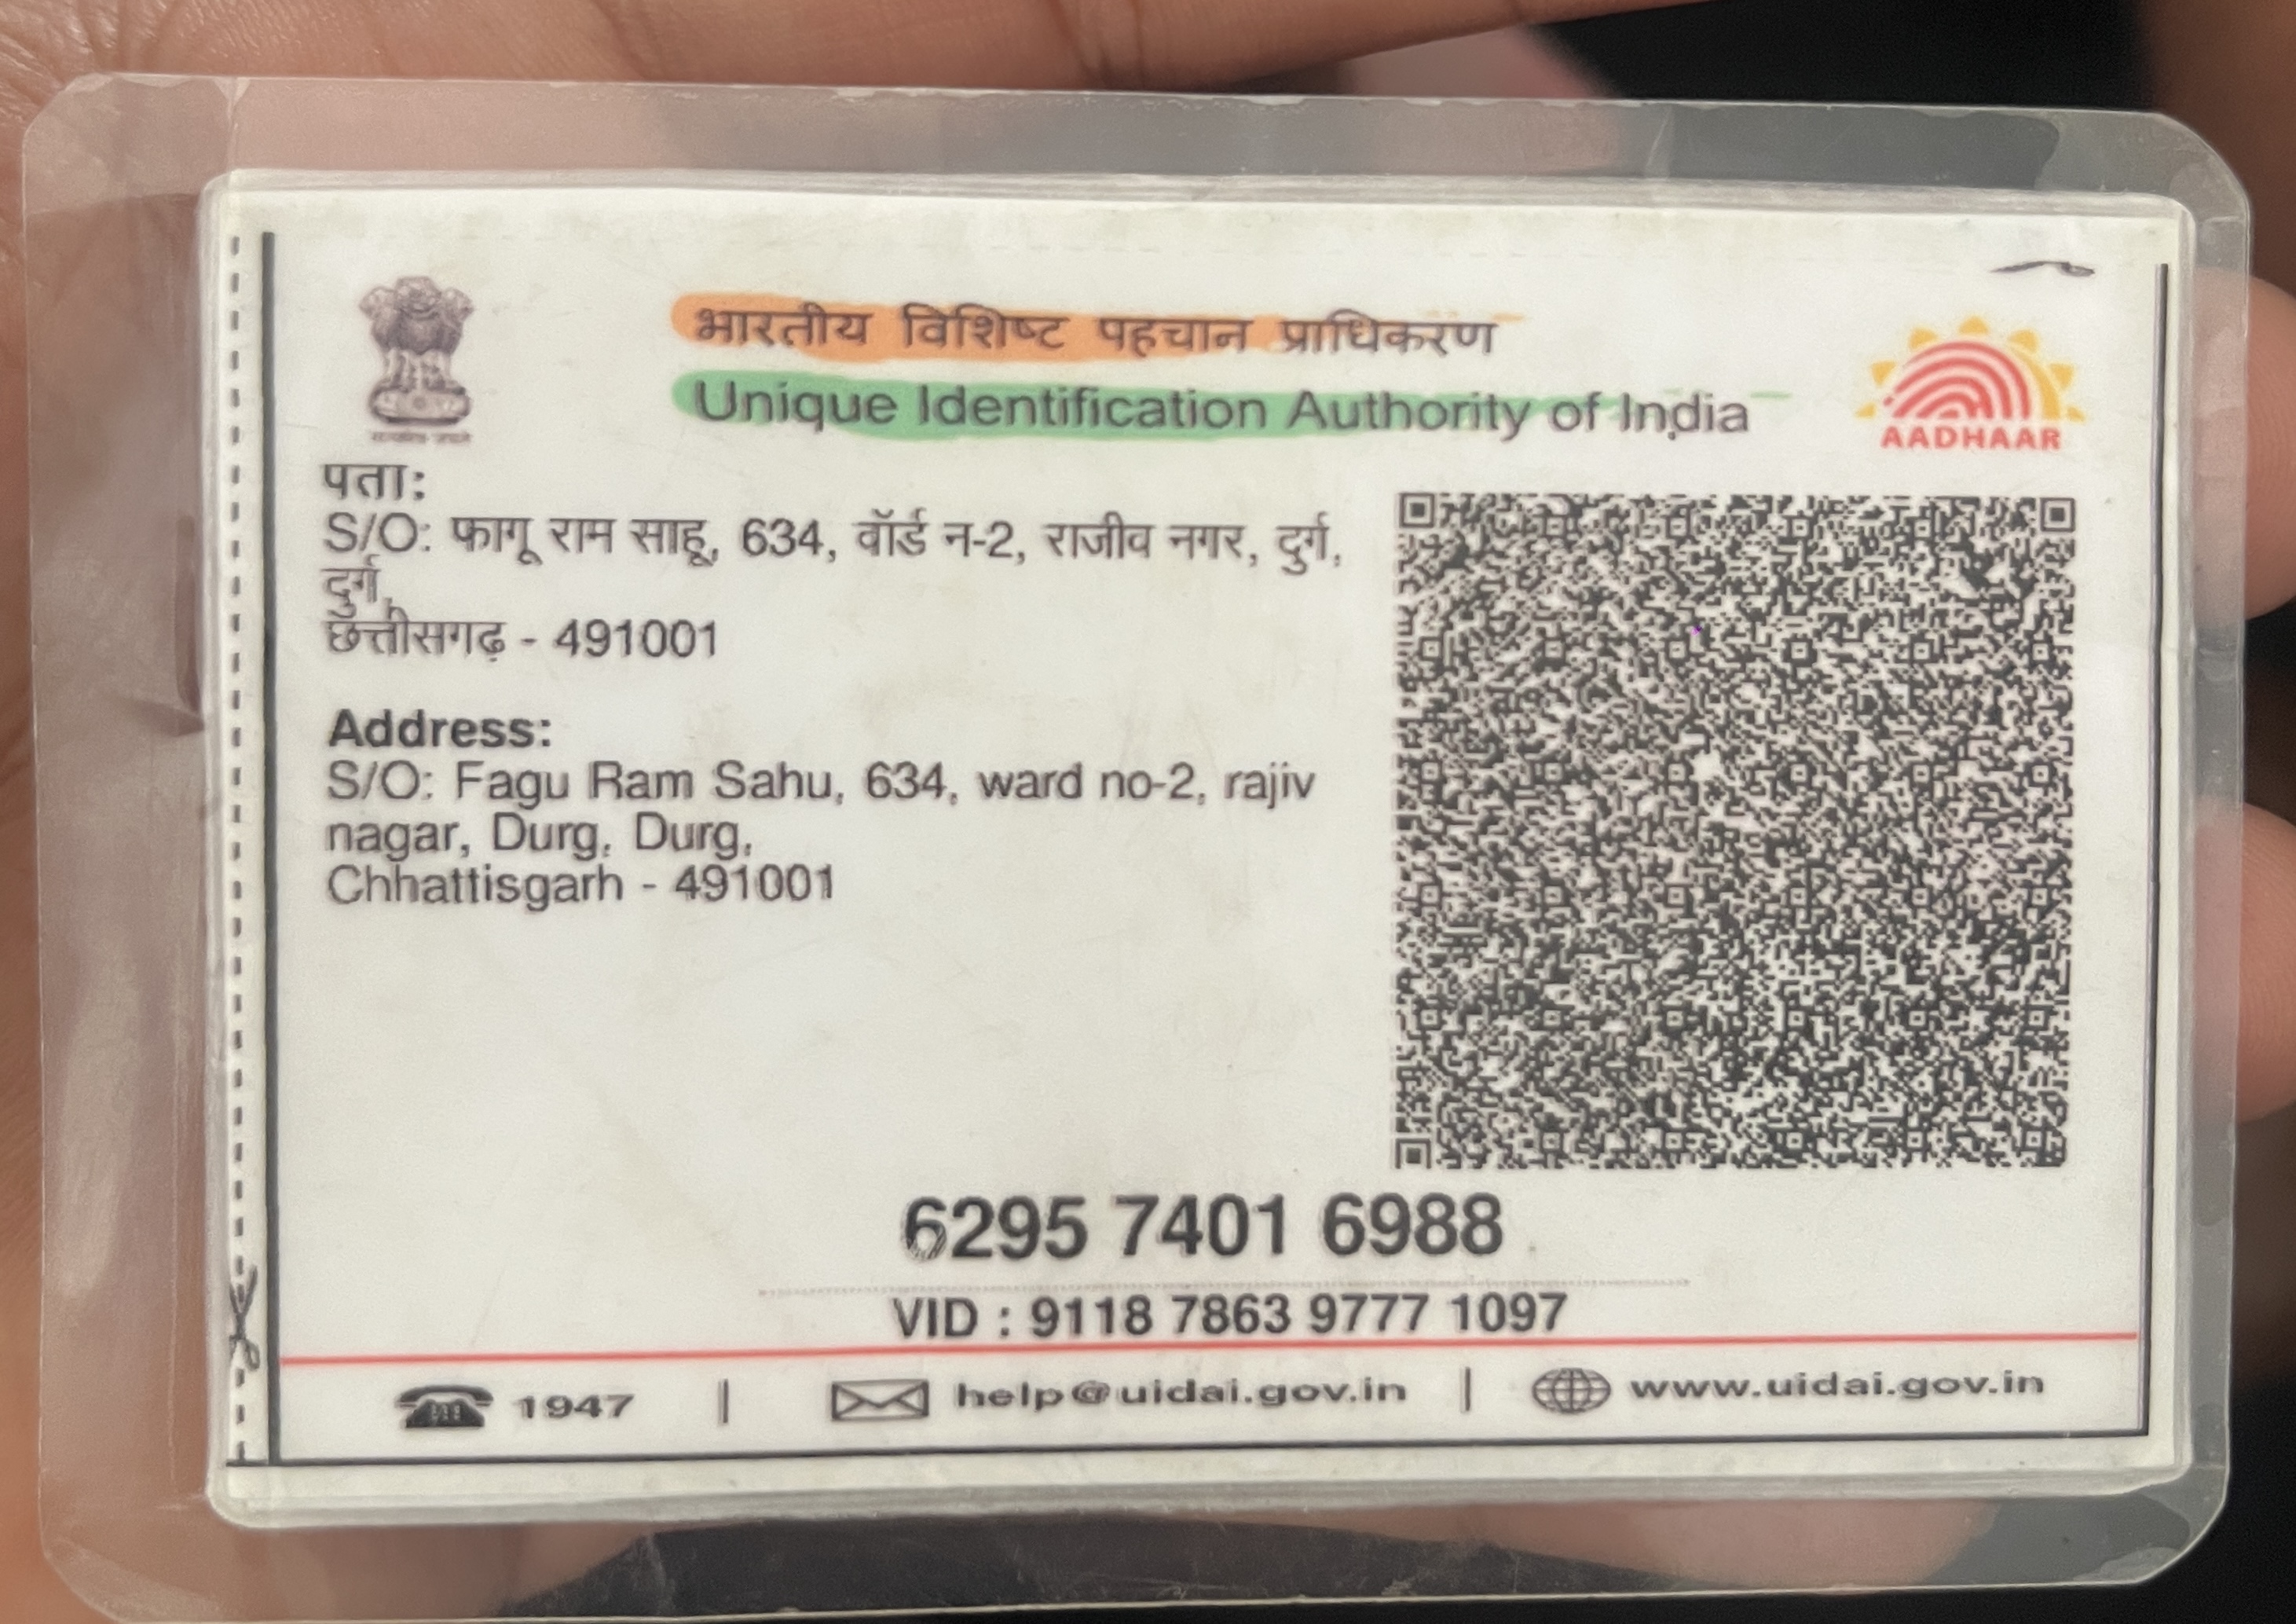 भारतीय विशिष्ट पहचान प्राधिकरण
Unique Identification Authority of India
AADHAAR
पता:
S/O: फागू राम साहू, 634, वॉर्ड न-2, राजीव नगर, दुर्ग,
दुर्ग,
छत्तीसगढ़ - 491001
Address:
S/O: Fagu Ram Sahu, 634, ward no-2, rajiv
nagar, Durg, Durg,
Chhattisgarh - 491001
6295 7401 6988
VID : 9118 7863 9777 1097
1947 | help@uidai.gov.in | www.uidai.gov.in